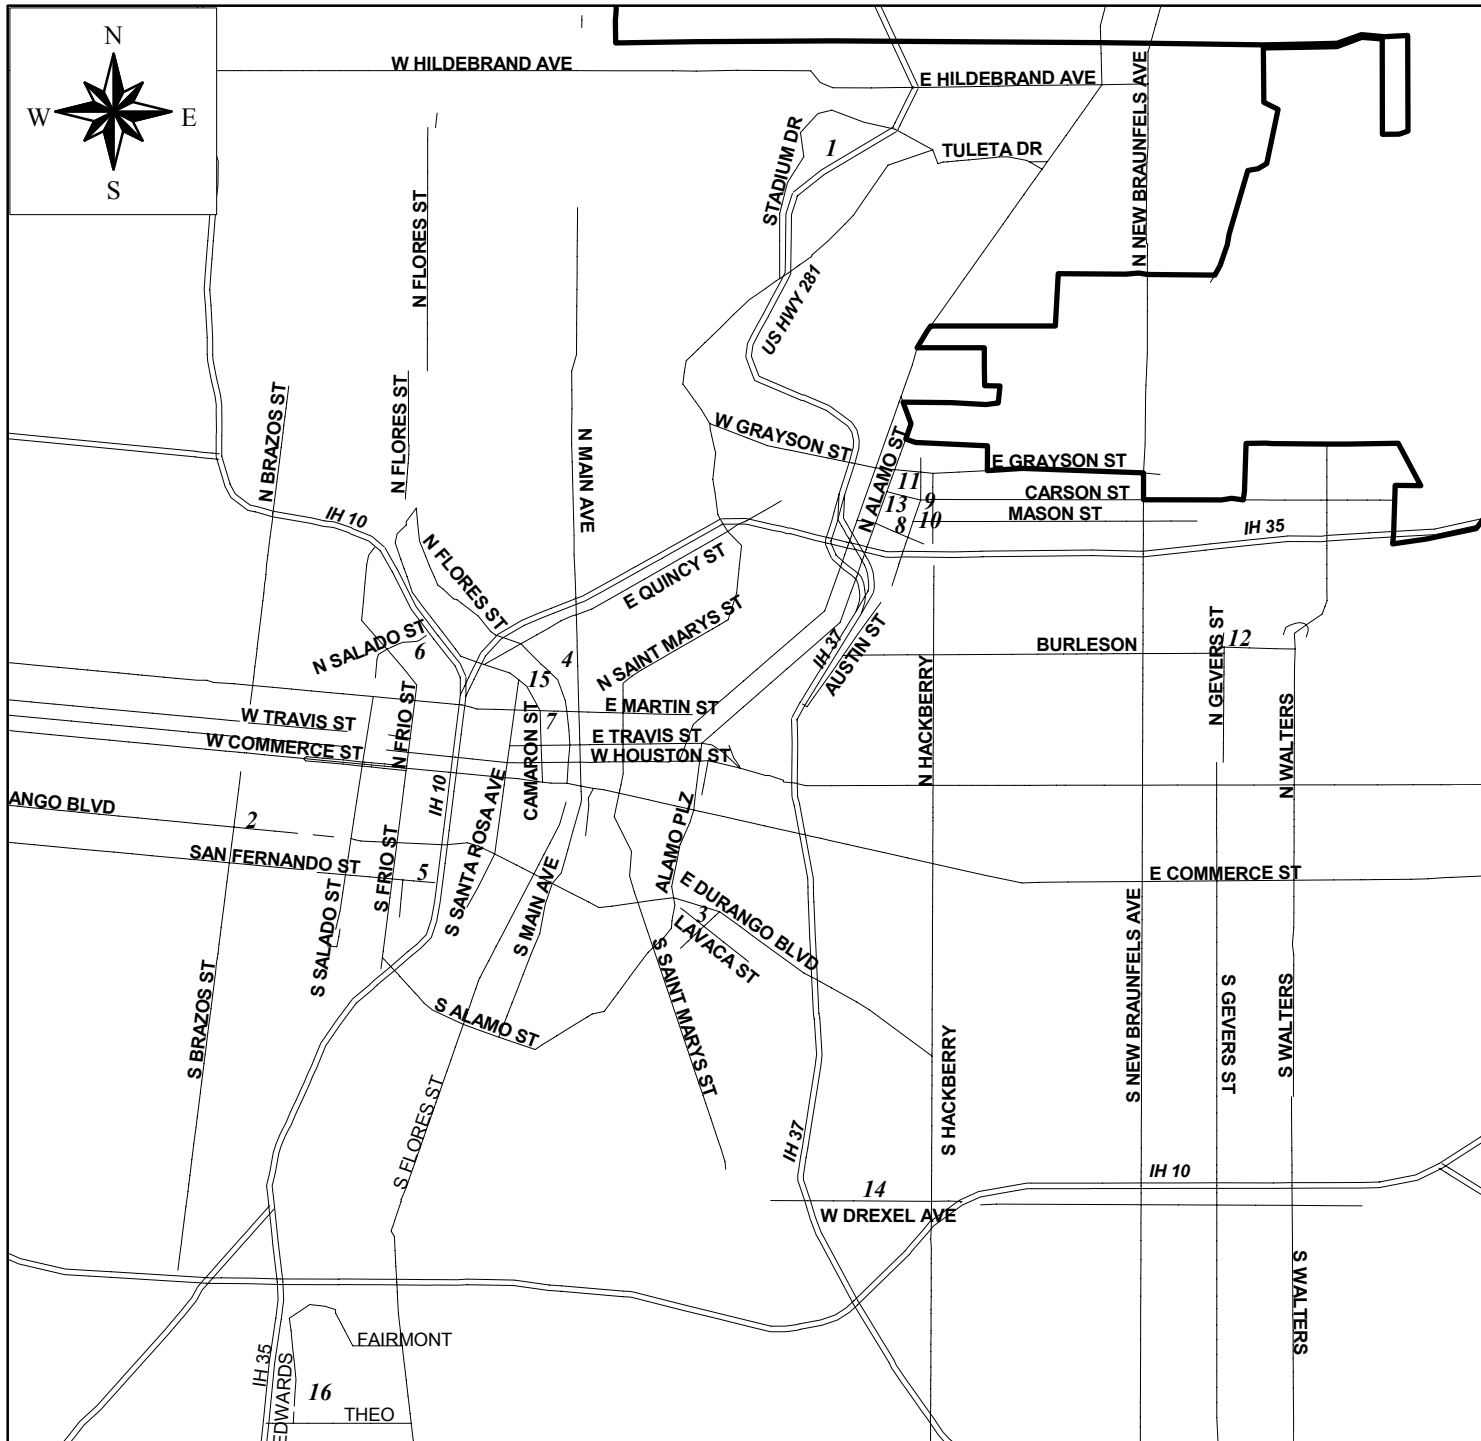 N
W
E
S
W HILDEBRAND AVE
E HILDEBRAND AVE
N NEW BRAUNFELS AVE
STADIUM DR
1
TULETA DR
N FLORES ST
US HWY 281
N BRAZOS ST
N FLORES ST
N MAIN AVE
W GRAYSON ST
N ALAMO ST
E GRAYSON ST
11
CARSON ST
13
9
MASON ST
8
10
IH 10
IH 35
N FLORES ST
E QUINCY ST
N SALADO ST
6
4
N SAINT MARYS ST
IH 37
AUSTIN ST
BURLESON
12
N GEVERS ST
15
N HACKBERRY
N WALTERS
E MARTIN ST
7
W TRAVIS ST
N FRIO ST
CAMARON ST
E TRAVIS ST
W COMMERCE ST
W HOUSTON ST
IH 10
S SANTA ROSA AVE
ALAMO PLZ
ANGO BLVD
2
SAN FERNANDO ST
5
S FRIO ST
S SALADO ST
S MAIN AVE
E DURANGO BLVD
3
LAVACA ST
E COMMERCE ST
S NEW BRAUNFELS AVE
S SAINT MARYS ST
S BRAZOS ST
S ALAMO ST
S GEVERS ST
S WALTERS
S FLORES ST
S HACKBERRY
IH 37
IH 10
14
W DREXEL AVE
S WALTERS
FAIRMONT
IH 35
EDWARDS
16
THEO